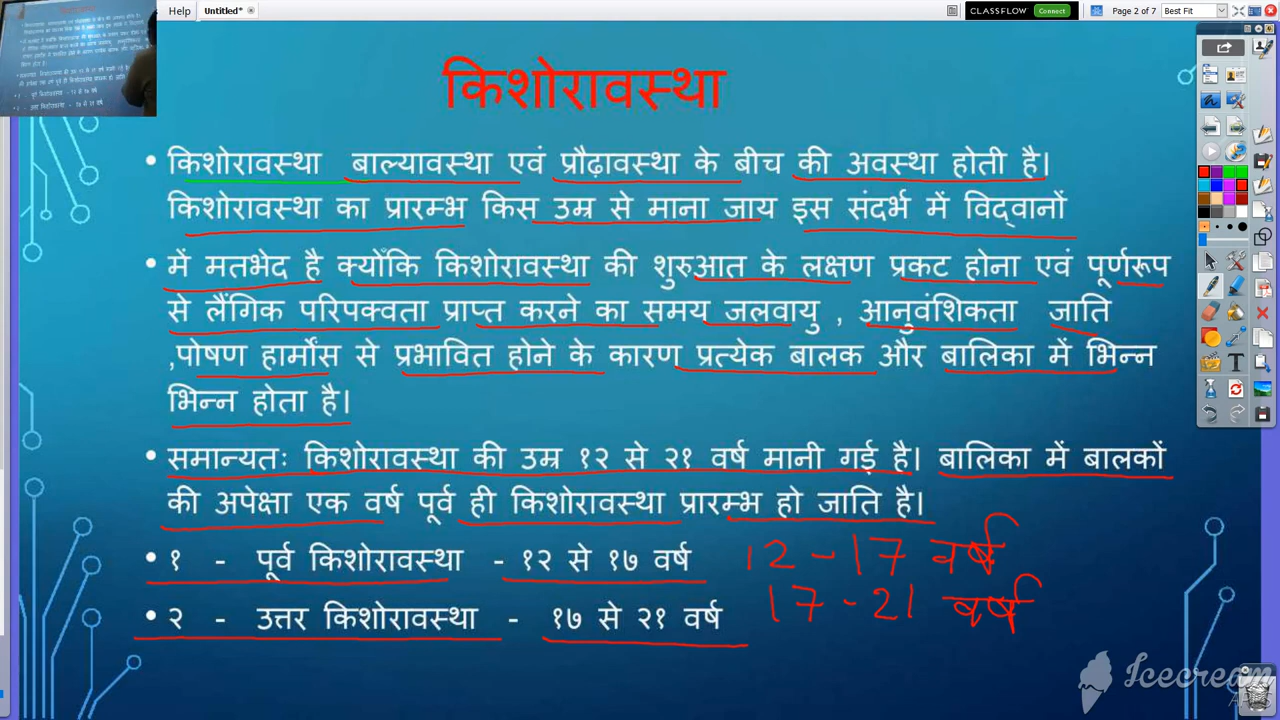 Help Untitled*
CLASSFLOW Connect
Page 2 of 7 Best Fit
किशोरावस्था
• किशोरावस्था बाल्यावस्था एवं प्रौढ़ावस्था के बीच की अवस्था होती है।
किशोरावस्था का प्रारम्भ किस उम्र से माना जाय इस संदर्भ में विद्वानों
• में मतभेद है क्योंकि किशोरावस्था की शुरुआत के लक्षण प्रकट होना एवं पूर्णरूप
से लैंगिक परिपक्वता प्राप्त करने का समय जलवायु , आनुवंशिकता जाति
,पोषण हार्मोंस से प्रभावित होने के कारण प्रत्येक बालक और बालिका में भिन्न
भिन्न होता है।
• समान्यतः किशोरावस्था की उम्र १२ से २१ वर्ष मानी गई है। बालिका में बालकों
की अपेक्षा एक वर्ष पूर्व ही किशोरावस्था प्रारम्भ हो जाति है।
• १ - पूर्व किशोरावस्था - १२ से १७ वर्ष
12 - 17 वर्ष
• २ - उत्तर किशोरावस्था - १७ से २१ वर्ष
17 - 21 वर्ष
Icecream
APPS